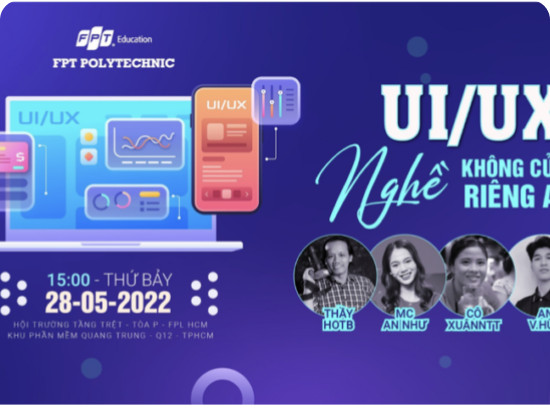 FPT Education
FPT POLYTECHNIC
UI/UX
UI/UX
S
UI/UX
Nghề
KHÔNG CỦ
RIÊNG A
15:00 - THỨ BẢY
28-05-2022
HỘI TRƯỜNG TẦNG TRỆT - TÒA P - FPL HCM
KHU PHẦN MỀM QUANG TRUNG - Q12 - TPHCM
THẦY
HOTB
MC
AN NHƯ
CÔ
XUÂNNTT
AN
V.HÙ